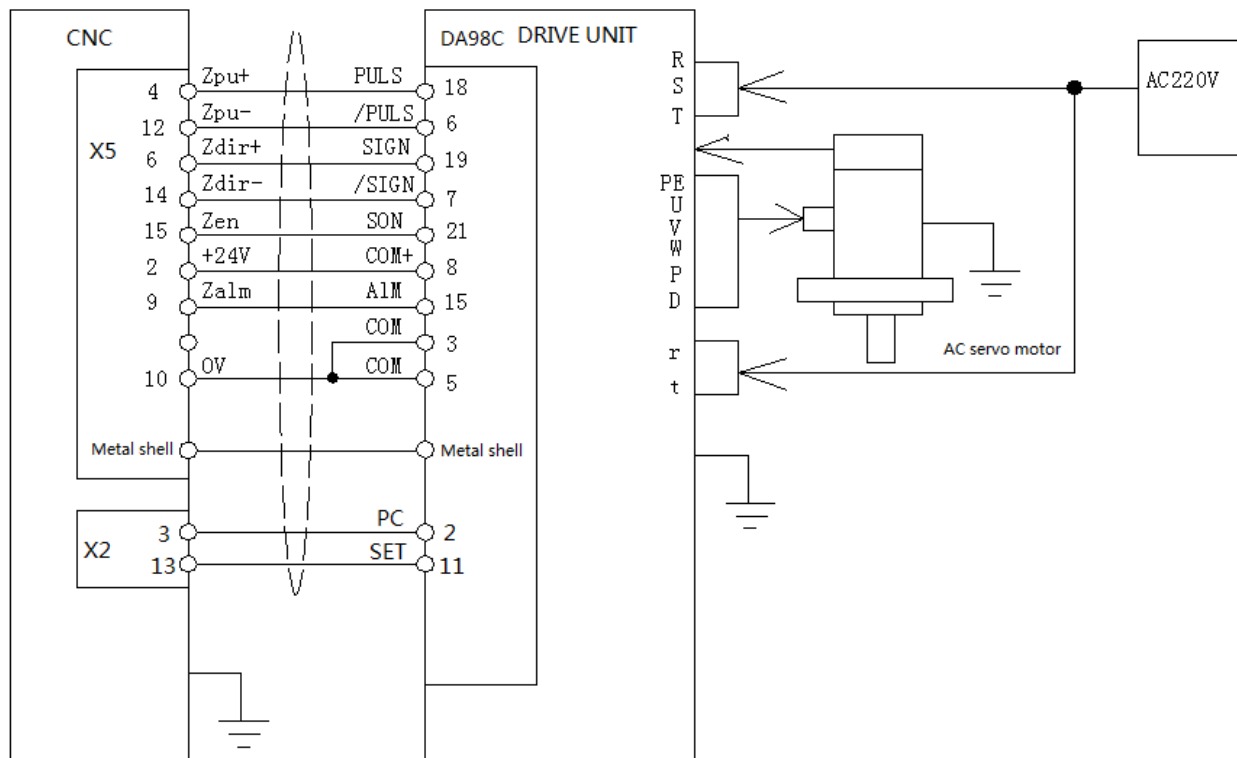 CNC
DA98C DRIVE UNIT
AC220V
X5
4 Zpu+ PULS 18
12 Zpu- /PULS 6
6 Zdir+ SIGN 19
14 Zdir- /SIGN 7
15 Zen SON 21
2 +24V COM+ 8
9 Zalm AlM 15
COM 3
10 0V COM 5
Metal shell Metal shell
X2
3 PC 2
13 SET 11
R
S
T
PE
U
V
W
P
D
r
t
AC servo motor